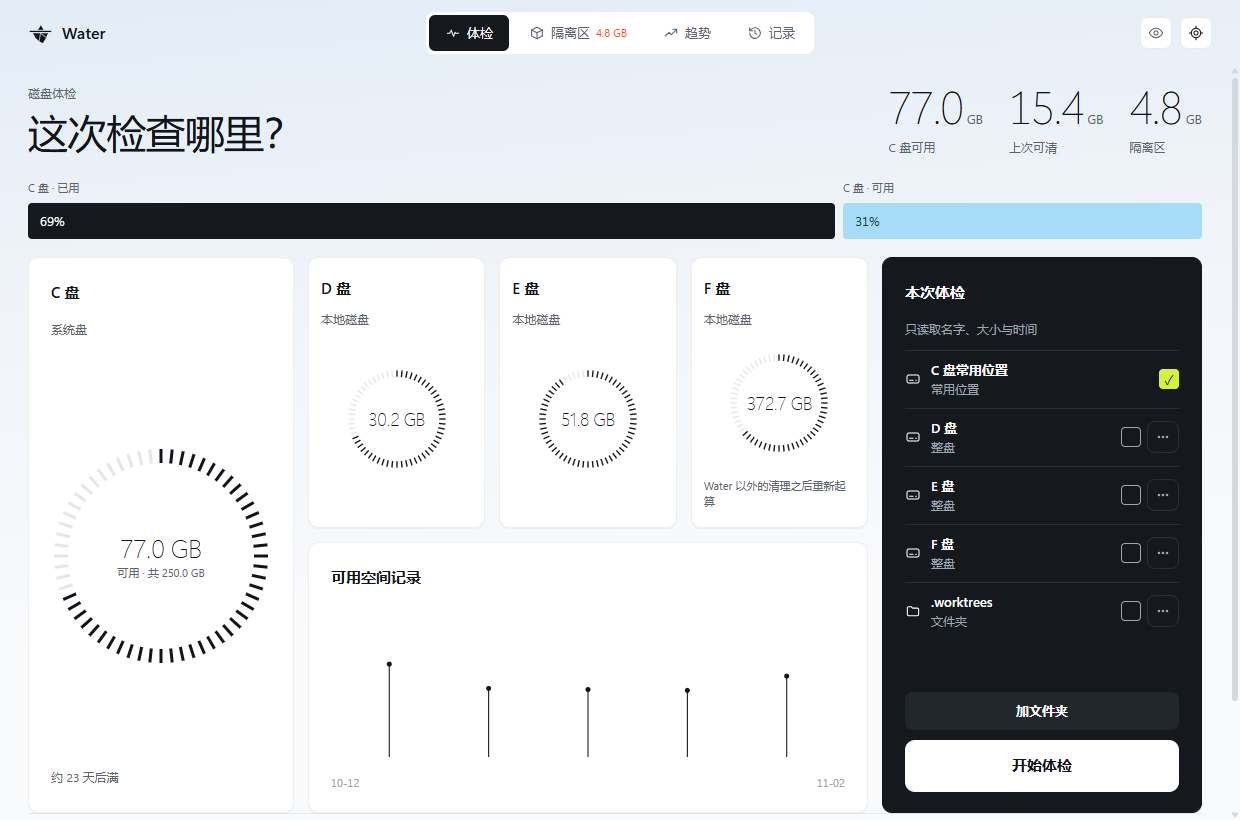 Water
体检
隔离区 4.8 GB
趋势
记录
磁盘体检
这次检查哪里?
77.0 GB
C 盘可用
15.4 GB
上次可清
4.8 GB
隔离区
C 盘 · 已用
69%
C 盘 · 可用
31%
C 盘
系统盘
77.0 GB
可用 · 共 250.0 GB
约 23 天后满
D 盘
本地磁盘
30.2 GB
E 盘
本地磁盘
51.8 GB
F 盘
本地磁盘
372.7 GB
Water 以外的清理之后重新起
算
可用空间记录
10-12
11-02
本次体检
只读取名字、大小与时间
C 盘常用位置
常用位置
D 盘
整盘
E 盘
整盘
F 盘
整盘
.worktrees
文件夹
加文件夹
开始体检